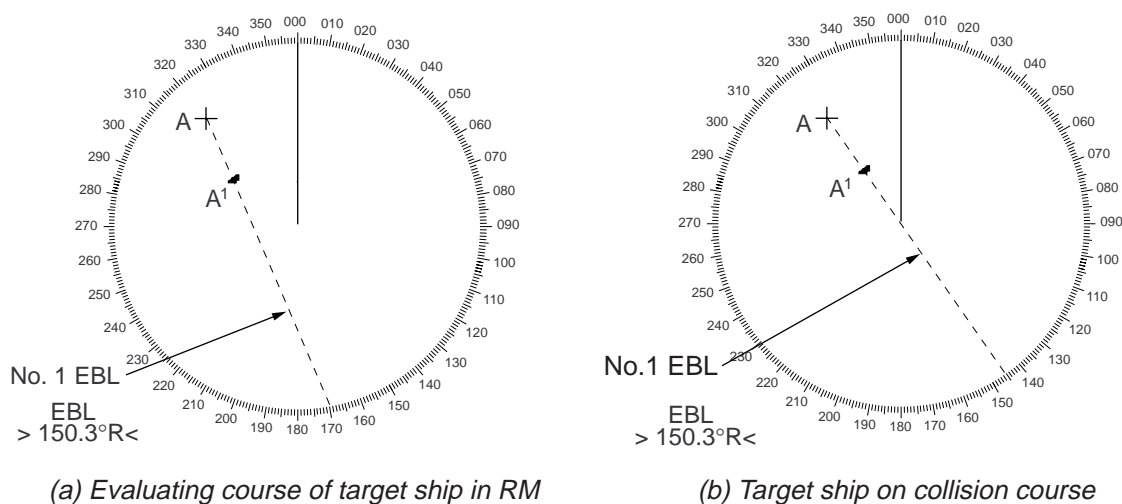 000
350 010
340 020
330 030
320 040
310 050
300 060
290 070
280 080
270 090
260 100
250 110
240 120
230 130
220 140
210 150
200 160
190 180 170
A
A¹
No. 1 EBL
EBL
> 150.3°R<
(a) Evaluating course of target ship in RM
000
350 010
340 020
330 030
320 040
310 050
300 060
290 070
280 080
270 090
260 100
250 110
240 120
230 130
220 140
210 150
200 160
190 180 170
A
A¹
No.1 EBL
EBL
> 150.3°R<
(b) Target ship on collision course